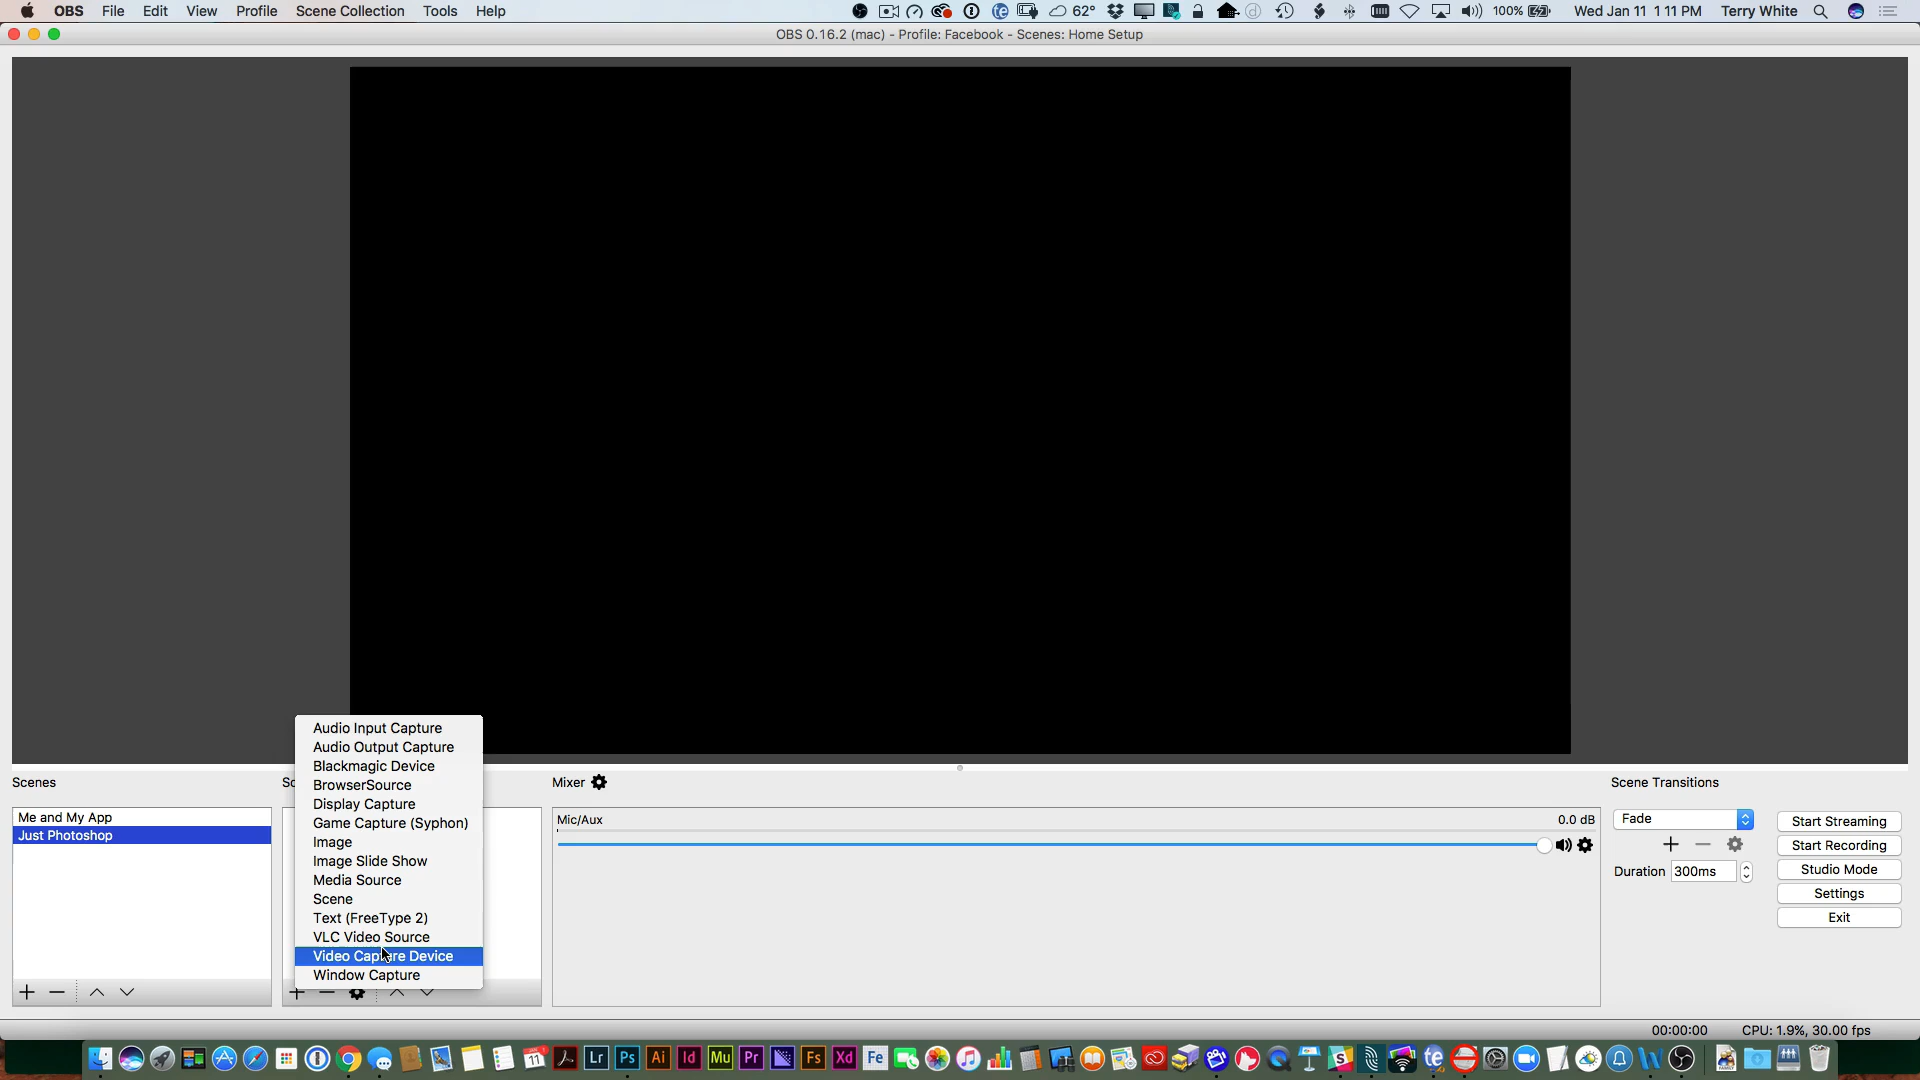 OBS File Edit View Profile Scene Collection Tools Help 62° 100% Wed Jan 11 1 11 PM Terry White
OBS 0.16.2 (mac) - Profile: Facebook - Scenes: Home Setup
Scenes
Me and My App
Just Photoshop
So
Audio Input Capture
Audio Output Capture
Blackmagic Device
BrowserSource
Display Capture
Game Capture (Syphon)
Image
Image Slide Show
Media Source
Scene
Text (FreeType 2)
VLC Video Source
Video Capture Device
Window Capture
Mixer
Mic/Aux 0.0 dB
Scene Transitions
Fade
Duration 300ms
Start Streaming
Start Recording
Studio Mode
Settings
Exit
00:00:00 CPU: 1.9%, 30.00 fps
11 Lr Ps Ai Id Mu Pr Fs Xd Fe